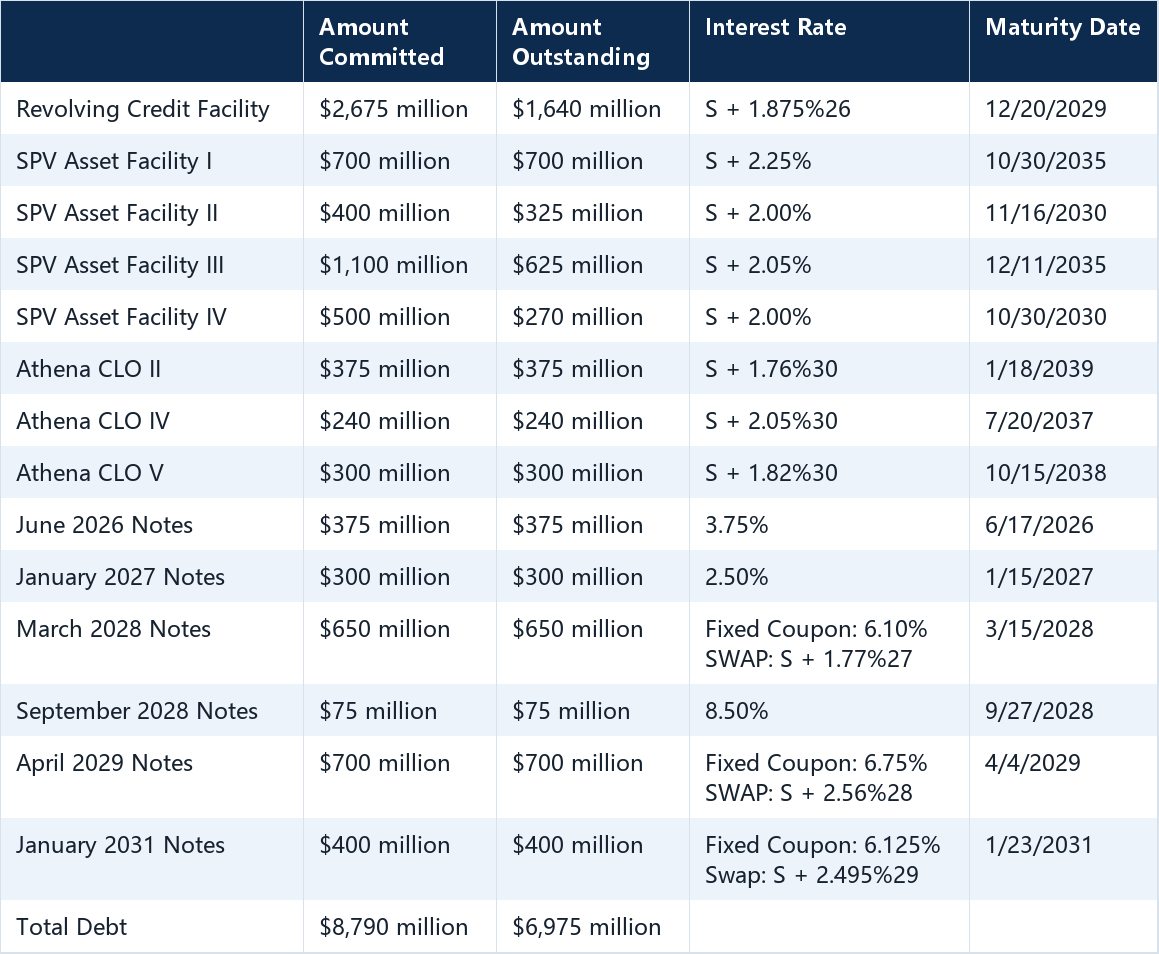 Amount Committed Amount Outstanding Interest Rate Maturity Date
Revolving Credit Facility $2,675 million $1,640 million S + 1.875%26 12/20/2029
SPV Asset Facility I $700 million $700 million S + 2.25% 10/30/2035
SPV Asset Facility II $400 million $325 million S + 2.00% 11/16/2030
SPV Asset Facility III $1,100 million $625 million S + 2.05% 12/11/2035
SPV Asset Facility IV $500 million $270 million S + 2.00% 10/30/2030
Athena CLO II $375 million $375 million S + 1.76%30 1/18/2039
Athena CLO IV $240 million $240 million S + 2.05%30 7/20/2037
Athena CLO V $300 million $300 million S + 1.82%30 10/15/2038
June 2026 Notes $375 million $375 million 3.75% 6/17/2026
January 2027 Notes $300 million $300 million 2.50% 1/15/2027
March 2028 Notes $650 million $650 million Fixed Coupon: 6.10% 3/15/2028
SWAP: S + 1.77%27
September 2028 Notes $75 million $75 million 8.50% 9/27/2028
April 2029 Notes $700 million $700 million Fixed Coupon: 6.75% 4/4/2029
SWAP: S + 2.56%28
January 2031 Notes $400 million $400 million Fixed Coupon: 6.125% 1/23/2031
Swap: S + 2.495%29
Total Debt $8,790 million $6,975 million